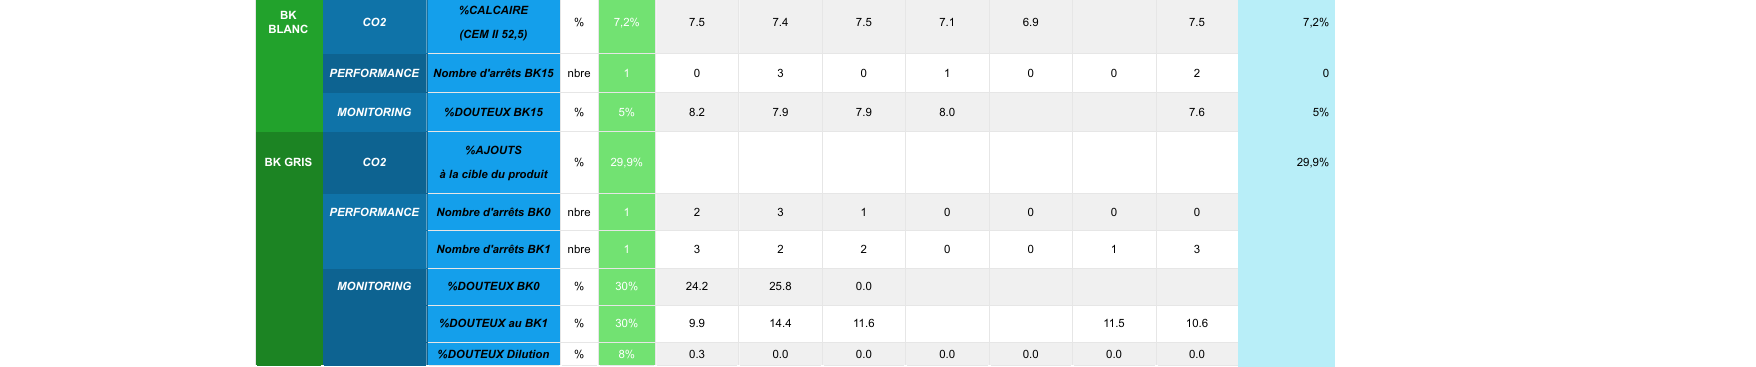 BK BLANC CO2 %CALCAIRE (CEM II 52,5) % 7,2% 7.5 7.4 7.5 7.1 6.9 7.5 7,2%
PERFORMANCE Nombre d'arrêts BK15 nbre 1 0 3 0 1 0 0 2 0
MONITORING %DOUTEUX BK15 % 5% 8.2 7.9 7.9 8.0 7.6 5%
BK GRIS CO2 %AJOUTS à la cible du produit % 29,9% 29,9%
PERFORMANCE Nombre d'arrêts BK0 nbre 1 2 3 1 0 0 0 0
Nombre d'arrêts BK1 nbre 1 3 2 2 0 0 1 3
MONITORING %DOUTEUX BK0 % 30% 24.2 25.8 0.0
%DOUTEUX au BK1 % 30% 9.9 14.4 11.6 11.5 10.6
%DOUTEUX Dilution % 8% 0.3 0.0 0.0 0.0 0.0 0.0 0.0